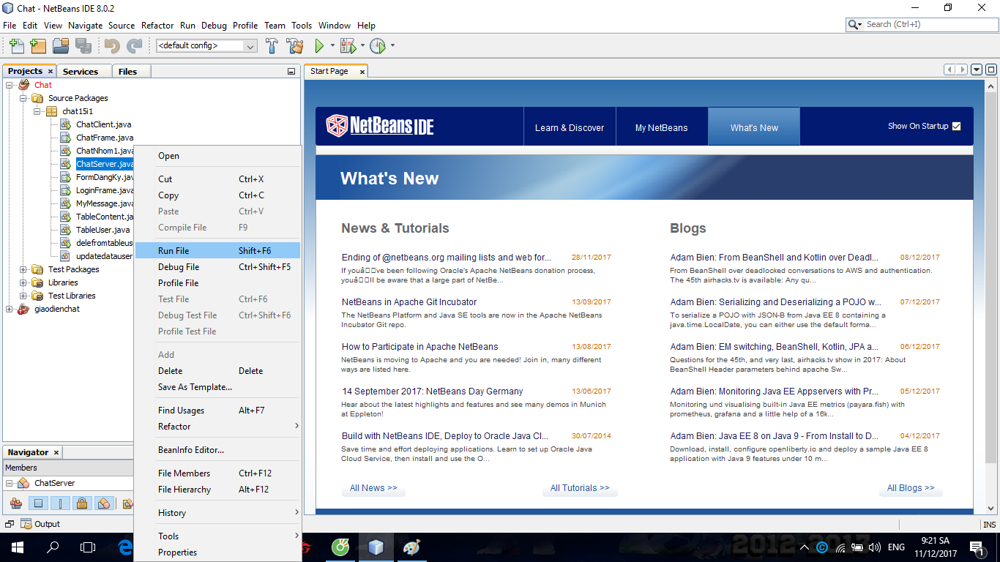 Chat - NetBeans IDE 8.0.2
File Edit View Navigate Source Refactor Run Debug Profile Team Tools Window Help
Search (Ctrl+I)
<default config>
Projects
Services
Files
Chat
Source Packages
chat15i1
ChatClient.java
ChatFrame.java
ChatNhom1.java
ChatServer.java
FormDangKy.jav
LoginFrame.java
MyMessage.java
TableContent.ja
TableUser.java
delefromtableus
updatedatauser
Test Packages
Libraries
Test Libraries
giaodienchat
Navigator
Members
ChatServer
Output
Open
Cut Ctrl+X
Copy Ctrl+C
Paste Ctrl+V
Compile File F9
Run File Shift+F6
Debug File Ctrl+Shift+F5
Profile File
Test File Ctrl+F6
Debug Test File Ctrl+Shift+F6
Profile Test File
Add
Delete Delete
Save As Template...
Find Usages Alt+F7
Refactor
BeanInfo Editor...
File Members Ctrl+F12
File Hierarchy Alt+F12
History
Tools
Properties
Start Page
NetBeans IDE
Learn & Discover
My NetBeans
What's New
Show On Startup
What's New
News & Tutorials
Ending of @netbeans.org mailing lists and web for... 28/11/2017
If youâve been following Oracle's Apache NetBeans donation process,
youâll be aware that a large part of NetBe...
NetBeans in Apache Git Incubator 13/09/2017
The NetBeans Platform and Java SE tools are now in the Apache NetBeans
Incubator Git repo.
How to Participate in Apache NetBeans 13/08/2017
NetBeans is moving to Apache and you are needed! Join in, many different
ways are listed here.
14 September 2017: NetBeans Day Germany 13/06/2017
Hear about the latest highlights and features and see many demos in Munich
at Eppleton!
Build with NetBeans IDE, Deploy to Oracle Java Cl... 30/07/2014
Save time and effort deploying applications. Learn to set up Oracle Java
Cloud Service, then install and use the O...
All News >>
All Tutorials >>
Blogs
Adam Bien: From BeanShell and Kotlin over Deadl... 08/12/2017
From BeanShell over deadlocked conversations to AWS and authentication.
The 45th airhacks.tv is available: Any qu...
Adam Bien: Serializing and Deserializing a POJO w... 07/12/2017
To serialize a POJO with JSON-B from Java EE 8 containing a
java.time.LocalDate, you can either use the default forma...
Adam Bien: EM switching, BeanShell, Kotlin, JPA a... 06/12/2017
Questions for the 45th, and very last, airhacks.tv show in 2017: About
BeanShell Header parameters behind apache Sw...
Adam Bien: Monitoring Java EE Appservers with Pr... 05/12/2017
Monitoring und visualising built-in Java EE metrics (payara.fish) with
prometheus, grafana and a little help of a 16k...
Adam Bien: Java EE 8 on Java 9 - From Install to D... 04/12/2017
Download, install, configure openliberty.io and deploy a sample Java EE 8
application with Java 9 features under 10 m...
All Blogs >>
INS
2012-2017
ENG
9:21 SA
11/12/2017
1